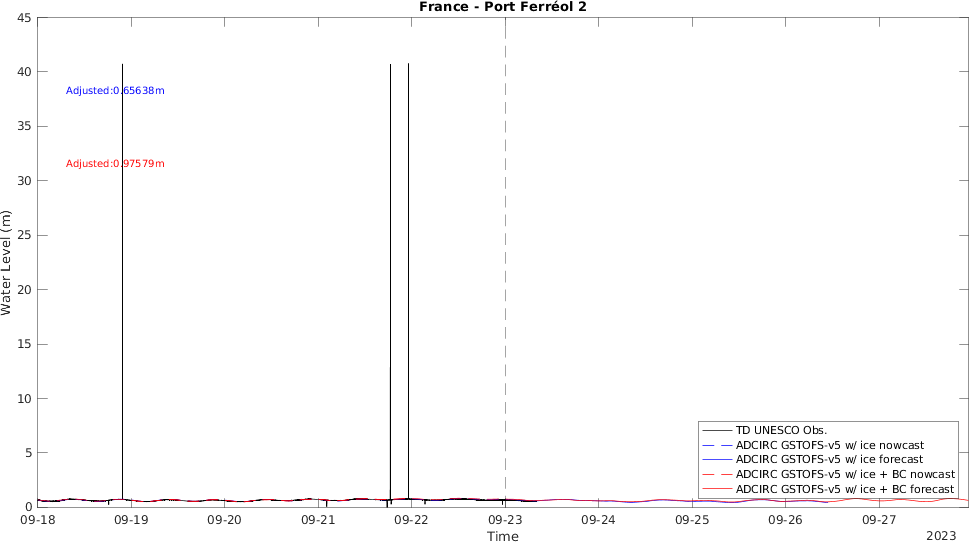 France - Port Ferréol 2
45
40
35
30
25
20
15
10
5
0
Water Level (m)
Adjusted:0.65638m
Adjusted:0.97579m
TD UNESCO Obs.
ADCIRC GSTOFS-v5 w/ ice nowcast
ADCIRC GSTOFS-v5 w/ ice forecast
ADCIRC GSTOFS-v5 w/ ice + BC nowcast
ADCIRC GSTOFS-v5 w/ ice + BC forecast
09-18 09-19 09-20 09-21 09-22 09-23 09-24 09-25 09-26 09-27
Time
2023